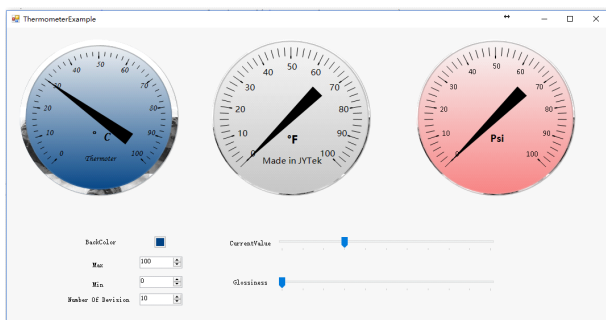 ThermometerExample
0 10 20 30 40 50 60 70 80 90 100
° C
Thermeter
0 10 20 30 40 50 60 70 80 90 100
°F
Made in JYTek
0 10 20 30 40 50 60 70 80 90 100
Psi
BackColor
CurrentValue
Max 100
Min 0
Glossiness
Number Of Devision 10